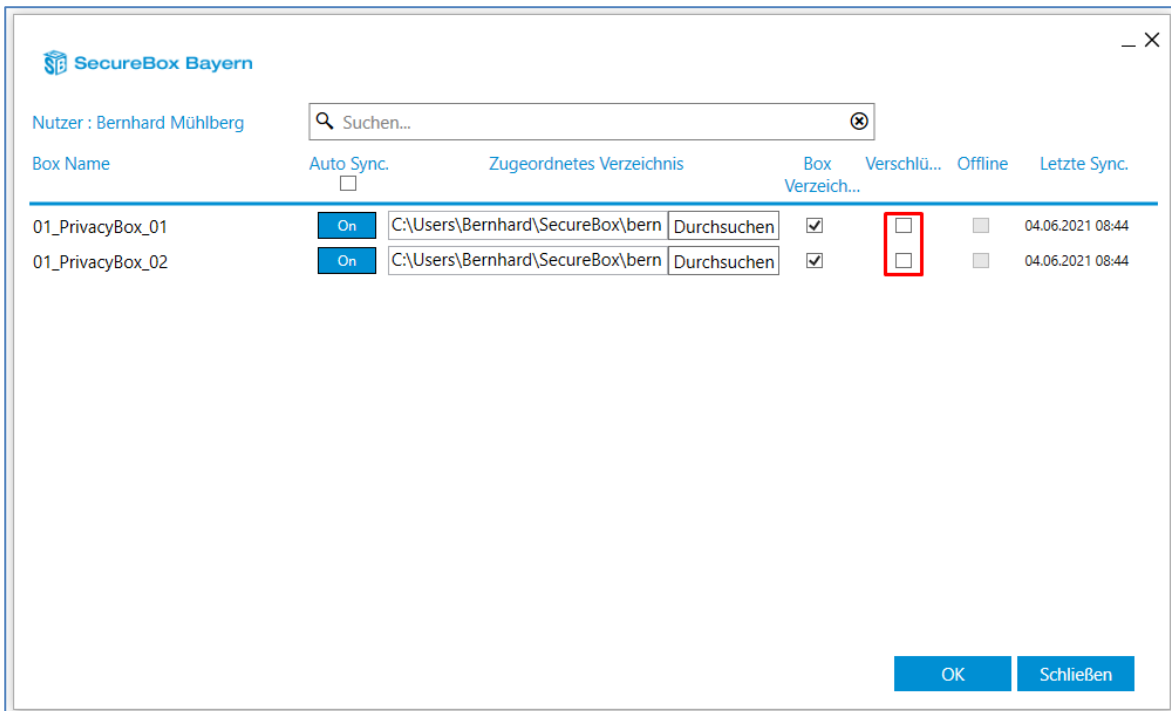 SecureBox Bayern
Nutzer : Bernhard Mühlberg Suchen...
Box Name Auto Sync. Zugeordnetes Verzeichnis Box Verschlü... Offline Letzte Sync.
Verzeich...
01_PrivacyBox_01 On C:\Users\Bernhard\SecureBox\bern Durchsuchen 04.06.2021 08:44
01_PrivacyBox_02 On C:\Users\Bernhard\SecureBox\bern Durchsuchen 04.06.2021 08:44
OK Schließen